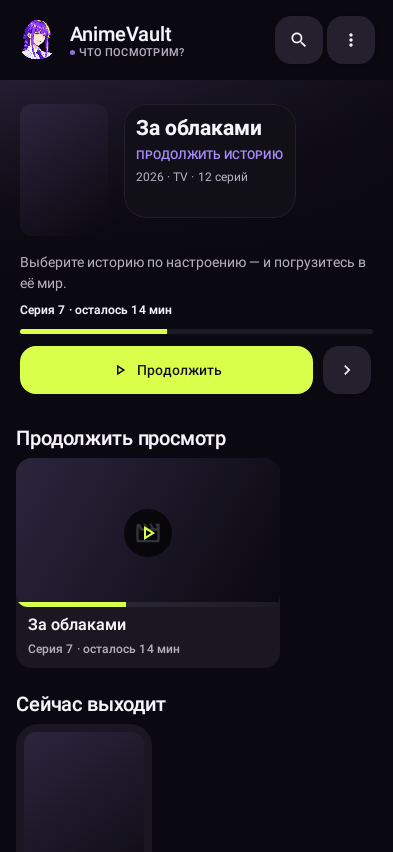 AnimeVault
ЧТО ПОСМОТРИМ?
За облаками
ПРОДОЛЖИТЬ ИСТОРИЮ
2026 · TV · 12 серий
Выберите историю по настроению — и погрузитесь в
её мир.
Серия 7 · осталось 14 мин
Продолжить
Продолжить просмотр
За облаками
Серия 7 · осталось 14 мин
Сейчас выходит